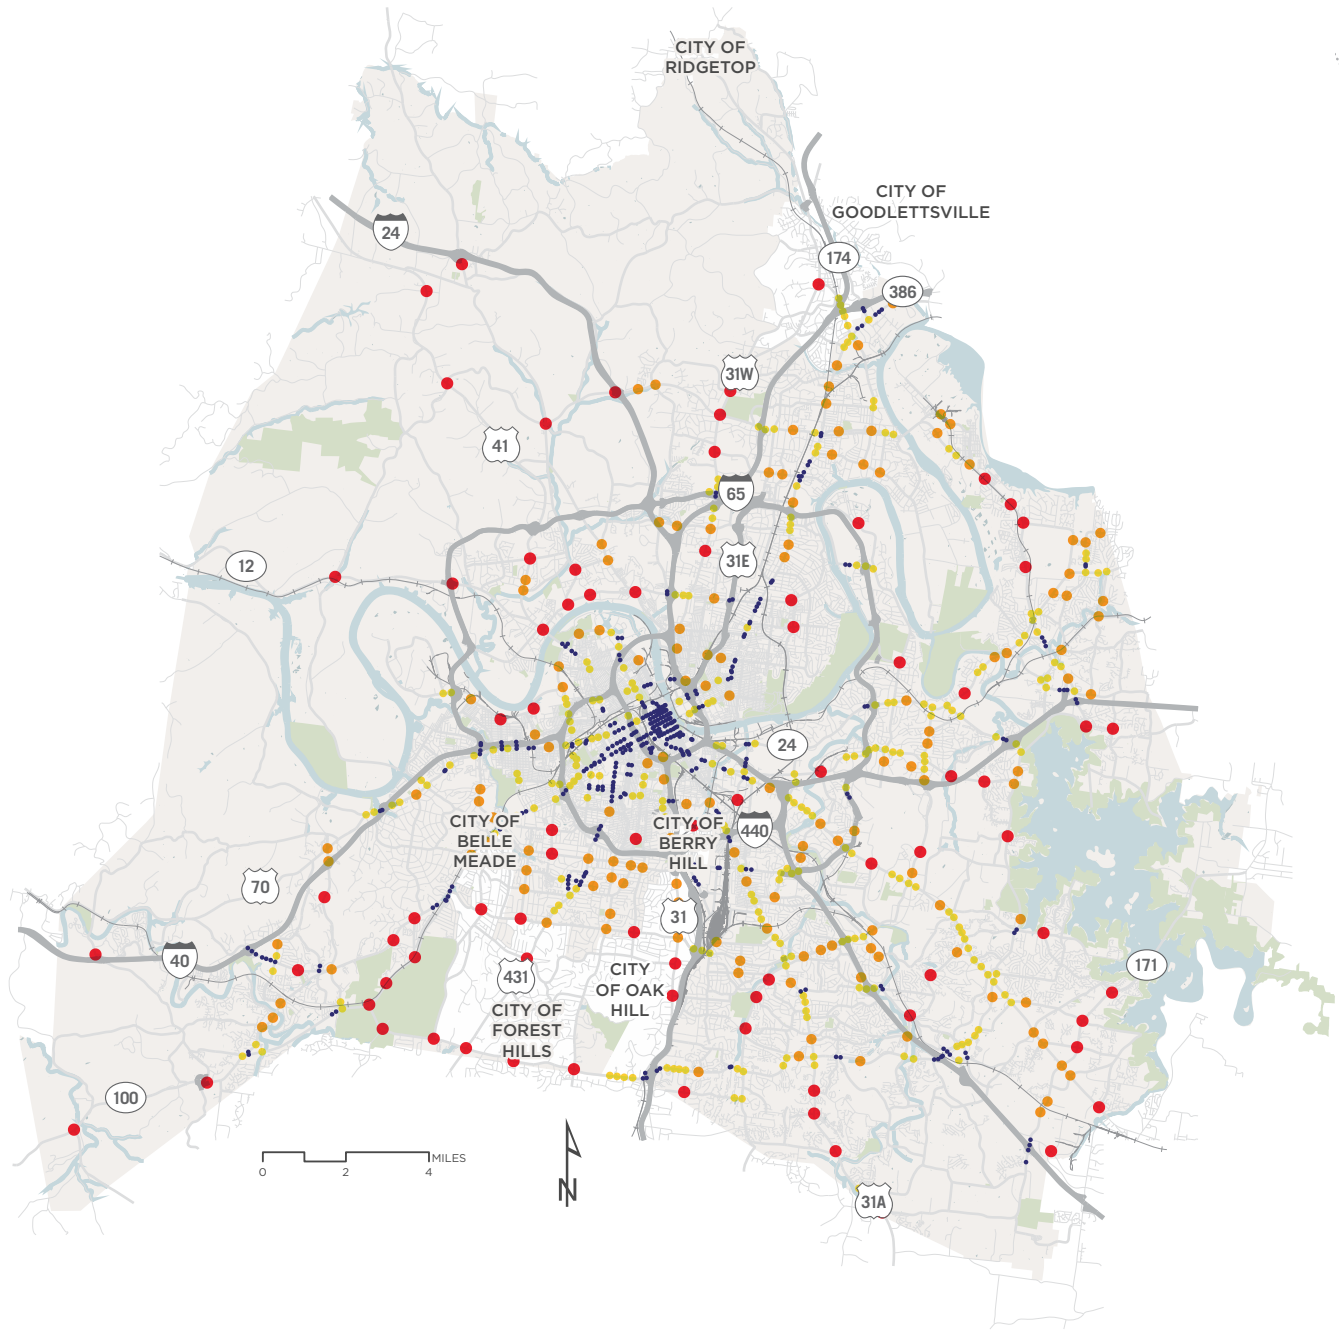 CITY OF
RIDGETOP
CITY OF
GOODLETTSVILLE
24
174
386
31W
41
65
31E
12
24
CITY OF
BELLE
MEADE
CITY OF
BERRY
HILL
440
70
31
40
431
CITY
OF OAK
HILL
171
CITY OF
FOREST
HILLS
100
MILES
0
2
4
N
31A